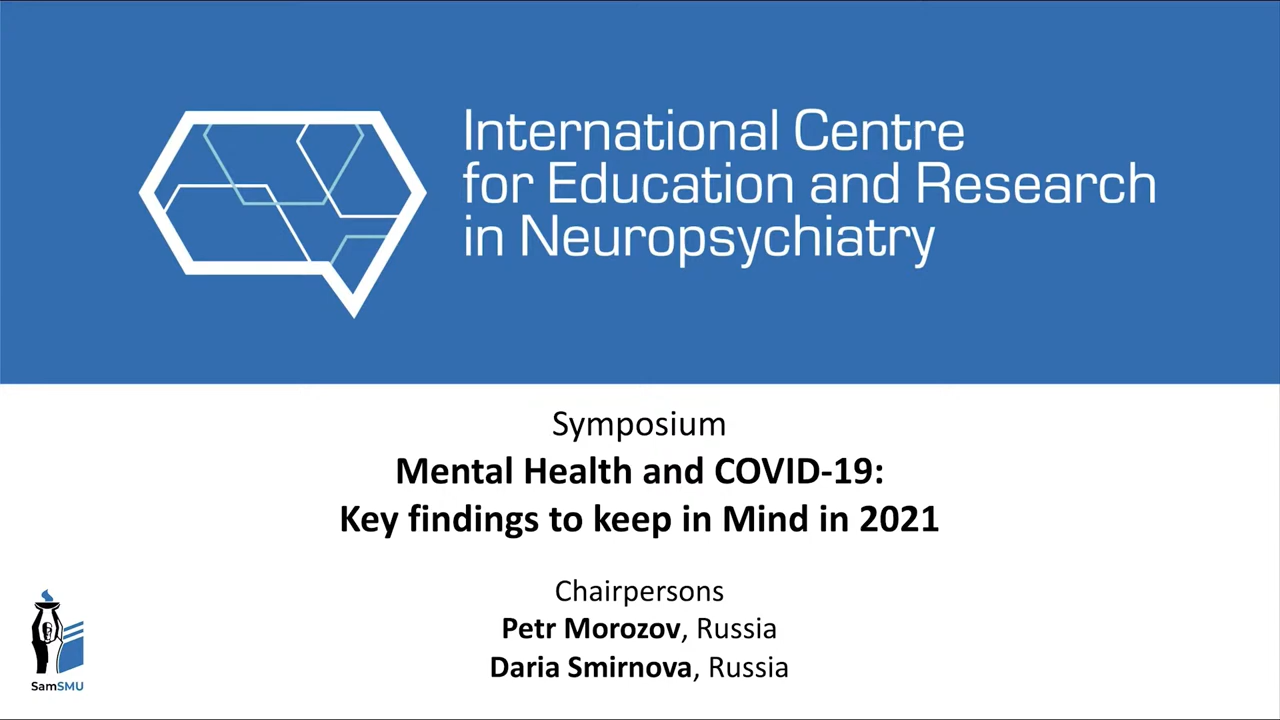 International Centre
for Education and Research
in Neuropsychiatry
Symposium
Mental Health and COVID-19:
Key findings to keep in Mind in 2021
Chairpersons
Petr Morozov, Russia
Daria Smirnova, Russia
SamSMU